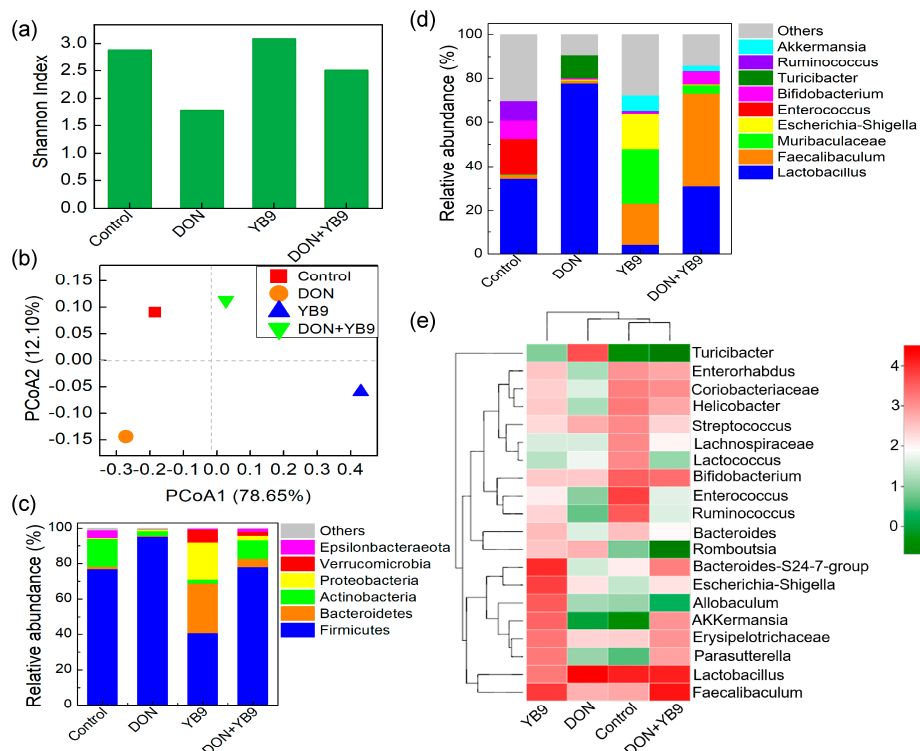 (a)
Shannon Index
3.0
2.5
2.0
1.5
1.0
0.5
0.0
Control
DON
YB9
DON+YB9
(b)
PCoA2 (12.10%)
0.15
0.10
0.05
0.00
-0.05
-0.10
-0.15
Control
DON
YB9
DON+YB9
-0.3-0.2 -0.1 0.0 0.1 0.2 0.3 0.4
PCoA1 (78.65%)
(c)
Relative abundance (%)
100
80
60
40
20
0
Others
Epsilonbacteraeota
Verrucomicrobia
Proteobacteria
Actinobacteria
Bacteroidetes
Firmicutes
Control
DON
YB9
DON+YB9
(d)
Relative abundance (%)
100
80
60
40
20
0
Others
Akkermansia
Ruminococcus
Turicibacter
Bifidobacterium
Enterococcus
Escherichia-Shigella
Muribaculaceae
Faecalibaculum
Lactobacillus
Control
DON
YB9
DON+YB9
(e)
Turicibacter
Enterorhabdus
Coriobacteriaceae
Helicobacter
Streptococcus
Lachnospiraceae
Lactococcus
Bifidobacterium
Enterococcus
Ruminococcus
Bacteroides
Romboutsia
Bacteroides-S24-7-group
Escherichia-Shigella
Allobaculum
AKKermansia
Erysipelotrichaceae
Parasutterella
Lactobacillus
Faecalibaculum
YB9
DON
Control
DON+YB9
4
3
2
1
0